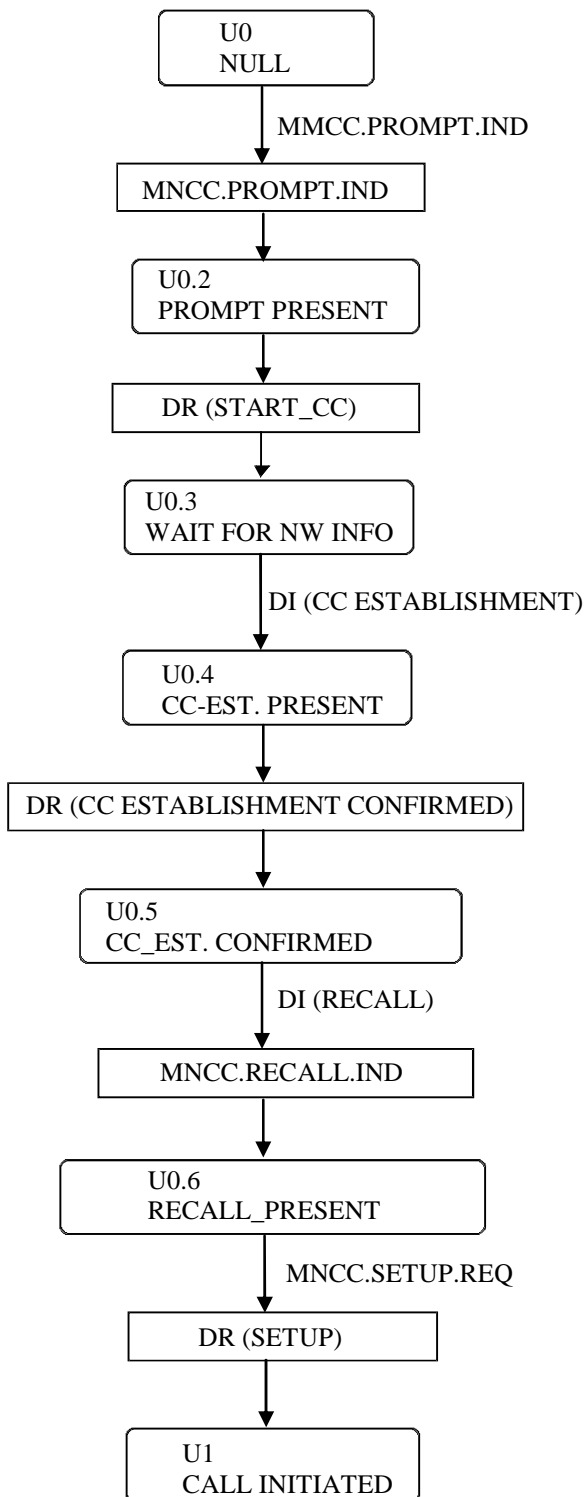 U0
NULL
MMCC.PROMPT.IND
MNCC.PROMPT.IND
U0.2
PROMPT PRESENT
DR (START_CC)
U0.3
WAIT FOR NW INFO
DI (CC ESTABLISHMENT)
U0.4
CC-EST. PRESENT
DR (CC ESTABLISHMENT CONFIRMED)
U0.5
CC_EST. CONFIRMED
DI (RECALL)
MNCC.RECALL.IND
U0.6
RECALL_PRESENT
MNCC.SETUP.REQ
DR (SETUP)
U1
CALL INITIATED